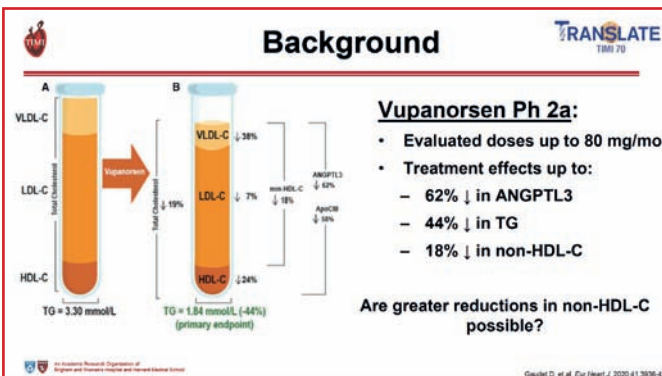 TIMI
Background
TRANSLATE
TIMI 70
A
B
VLDL-C
LDL-C
HDL-C
Total Cholesterol
Vupanorsen
Total Cholesterol
↓ 19%
VLDL-C ↓ 38%
LDL-C ↓ 7%
HDL-C ↓ 24%
non-HDL-C
↓ 18%
ANGPTL3
↓ 62%
TG = 3.30 mmol/L
TG = 1.84 mmol/L (-44%)
(primary endpoint)
Vupanorsen Ph 2a:
• Evaluated doses up to 80 mg/mo
• Treatment effects up to:
– 62% ↓ in ANGPTL3
– 44% ↓ in TG
– 18% ↓ in non-HDL-C
Are greater reductions in non-HDL-C
possible?
An Academic Research Organization of
Brigham and Women's Hospital and Harvard Medical School
Gaudet D, et al. Eur Heart J. 2020;41:3936-4